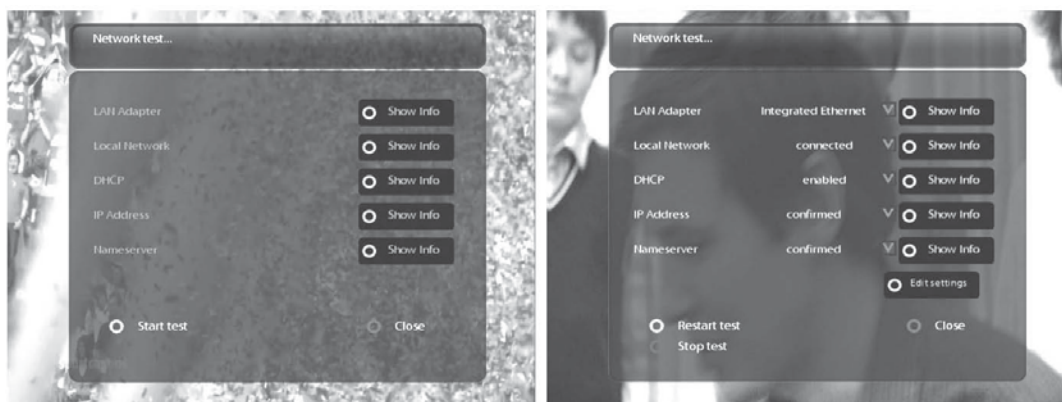 Network test...
LAN Adapter Show Info
Local Network Show Info
DHCP Show Info
IP Address Show Info
Nameserver Show Info
Start test Close
Network test...
LAN Adapter Integrated Ethernet Show Info
Local Network connected Show Info
DHCP enabled Show Info
IP Address confirmed Show Info
Nameserver confirmed Show Info
Edit settings
Restart test Close
Stop test